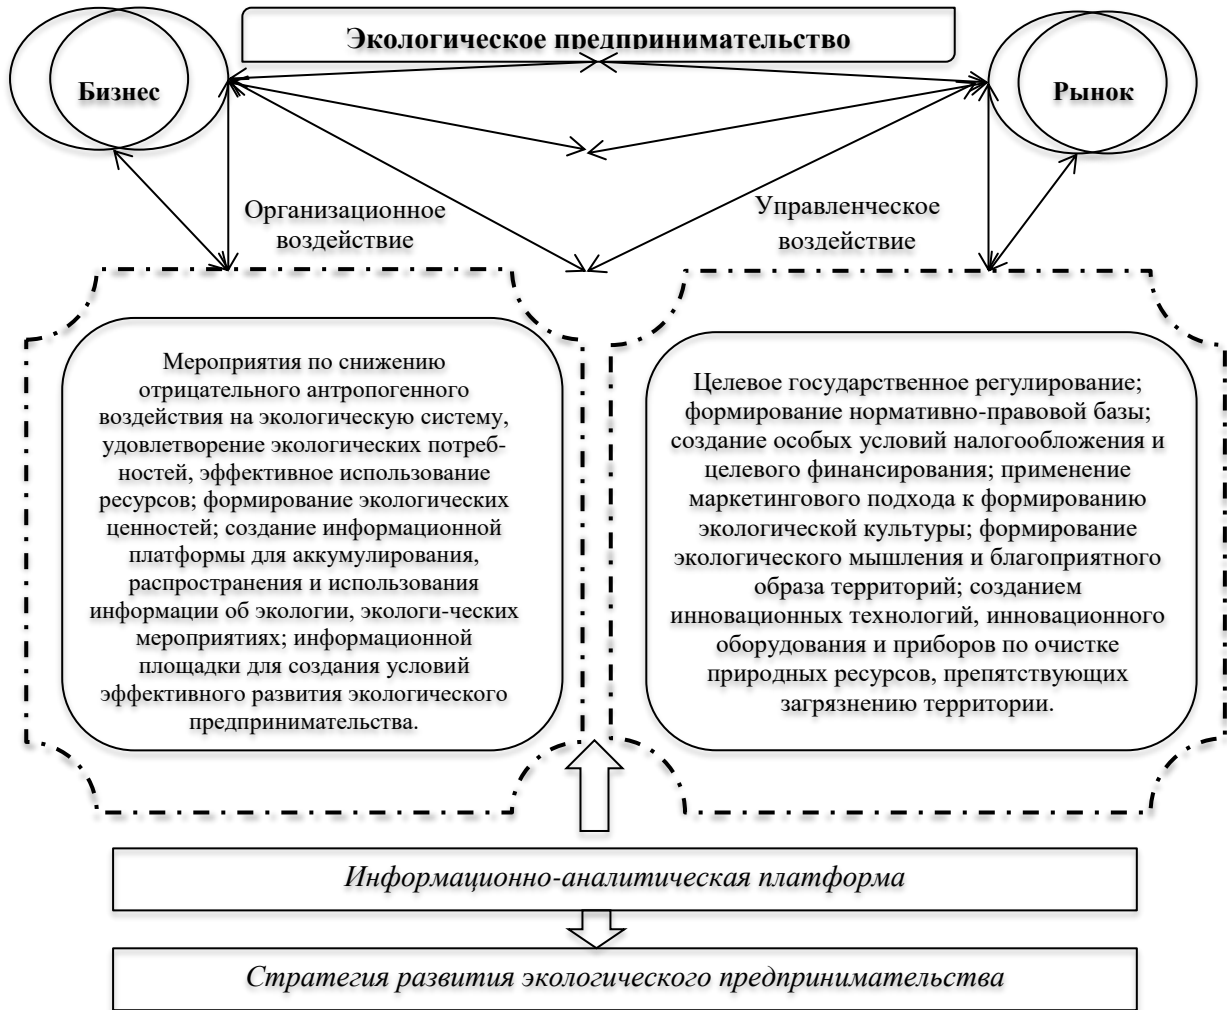 Экологическое предпринимательство
Бизнес
Рынок
Организационное
воздействие
Управленческое
воздействие
Мероприятия по снижению
отрицательного антропогенного
воздействия на экологическую систему,
удовлетворение экологических потреб-
ностей, эффективное использование
ресурсов; формирование экологических
ценностей; создание информационной
платформы для аккумулирования,
распространения и использования
информации об экологии, экологи-ческих
мероприятиях; информационной
площадки для создания условий
эффективного развития экологического
предпринимательства.
Целевое государственное регулирование;
формирование нормативно-правовой базы;
создание особых условий налогообложения и
целевого финансирования; применение
маркетингового подхода к формированию
экологической культуры; формирование
экологического мышления и благоприятного
образа территорий; созданием
инновационных технологий, инновационного
оборудования и приборов по очистке
природных ресурсов, препятствующих
загрязнению территории.
Информационно-аналитическая платформа
Стратегия развития экологического предпринимательства